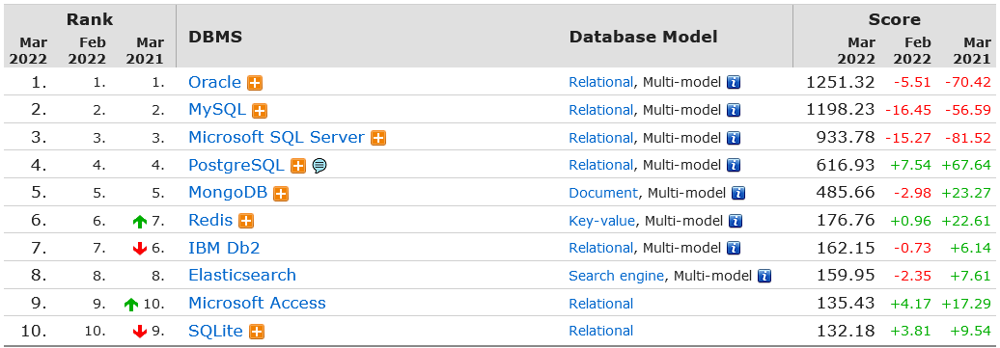 Rank Score
Mar 2022 Feb 2022 Mar 2021 DBMS Database Model Mar 2022 Feb 2022 Mar 2021
1. 1. 1. Oracle Relational, Multi-model 1251.32 -5.51 -70.42
2. 2. 2. MySQL Relational, Multi-model 1198.23 -16.45 -56.59
3. 3. 3. Microsoft SQL Server Relational, Multi-model 933.78 -15.27 -81.52
4. 4. 4. PostgreSQL Relational, Multi-model 616.93 +7.54 +67.64
5. 5. 5. MongoDB Document, Multi-model 485.66 -2.98 +23.27
6. 6. 7. Redis Key-value, Multi-model 176.76 +0.96 +22.61
7. 7. 6. IBM Db2 Relational, Multi-model 162.15 -0.73 +6.14
8. 8. 8. Elasticsearch Search engine, Multi-model 159.95 -2.35 +7.61
9. 9. 10. Microsoft Access Relational 135.43 +4.17 +17.29
10. 10. 9. SQLite Relational 132.18 +3.81 +9.54